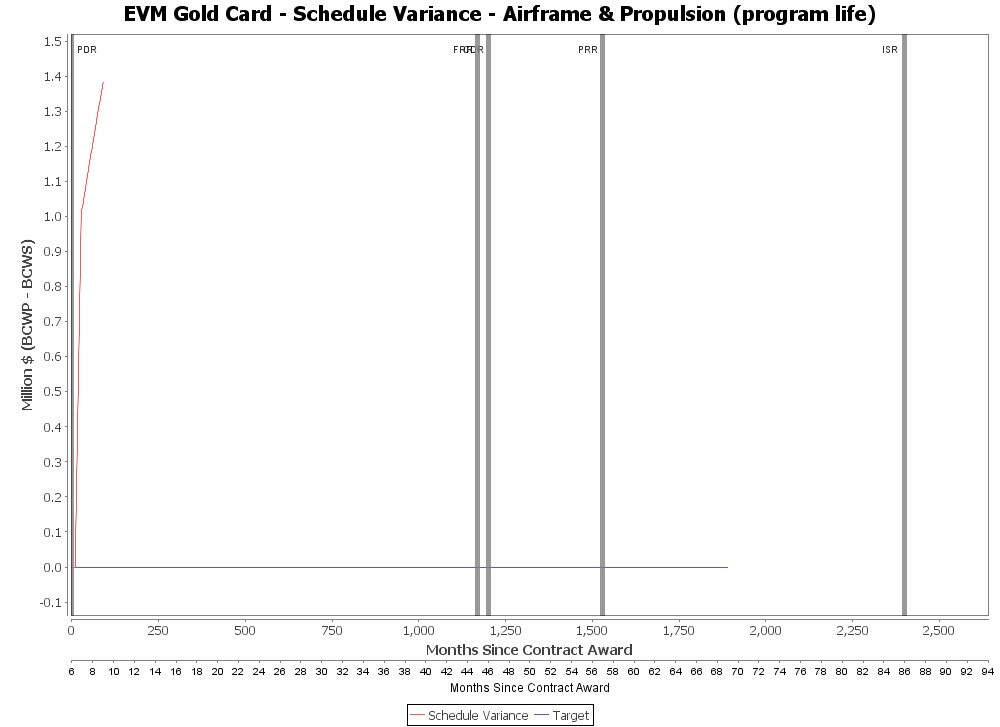 EVM Gold Card - Schedule Variance - Airframe & Propulsion (program life)
PDR FRR CDR PRR ISR
1.5
1.4
1.3
1.2
1.1
1.0
0.9
0.8
0.7
0.6
0.5
0.4
0.3
0.2
0.1
0.0
-0.1
Million $ (BCWP - BCWS)
0 250 500 750 1,000 1,250 1,500 1,750 2,000 2,250 2,500
Months Since Contract Award
6 8 10 12 14 16 18 20 22 24 26 28 30 32 34 36 38 40 42 44 46 48 50 52 54 56 58 60 62 64 66 68 70 72 74 76 78 80 82 84 86 88 90 92 94
Months Since Contract Award
Schedule Variance Target